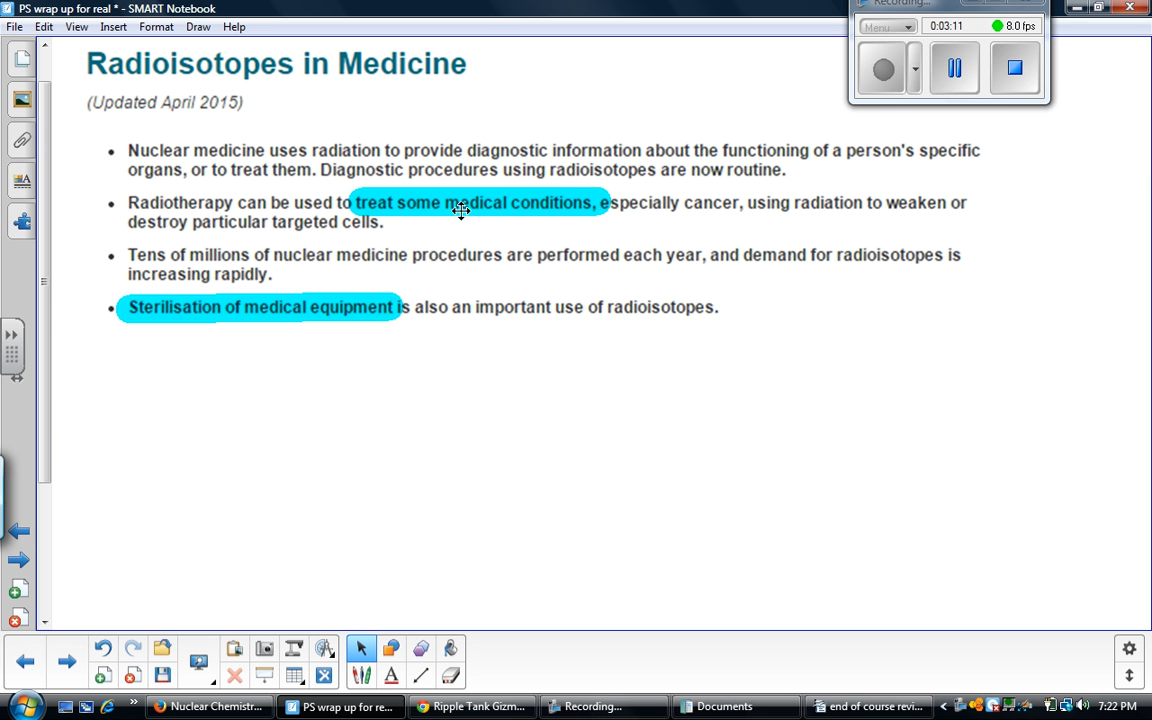 PS wrap up for real * - SMART Notebook
Recording...
File Edit View Insert Format Draw Help
Menu 0:03:11 8.0 fps
Radioisotopes in Medicine
(Updated April 2015)
• Nuclear medicine uses radiation to provide diagnostic information about the functioning of a person's specific
organs, or to treat them. Diagnostic procedures using radioisotopes are now routine.
• Radiotherapy can be used to treat some medical conditions, especially cancer, using radiation to weaken or
destroy particular targeted cells.
• Tens of millions of nuclear medicine procedures are performed each year, and demand for radioisotopes is
increasing rapidly.
• Sterilisation of medical equipment is also an important use of radioisotopes.
Nuclear Chemistr... PS wrap up for re... Ripple Tank Gizm... Recording... Documents end of course revi... 7:22 PM